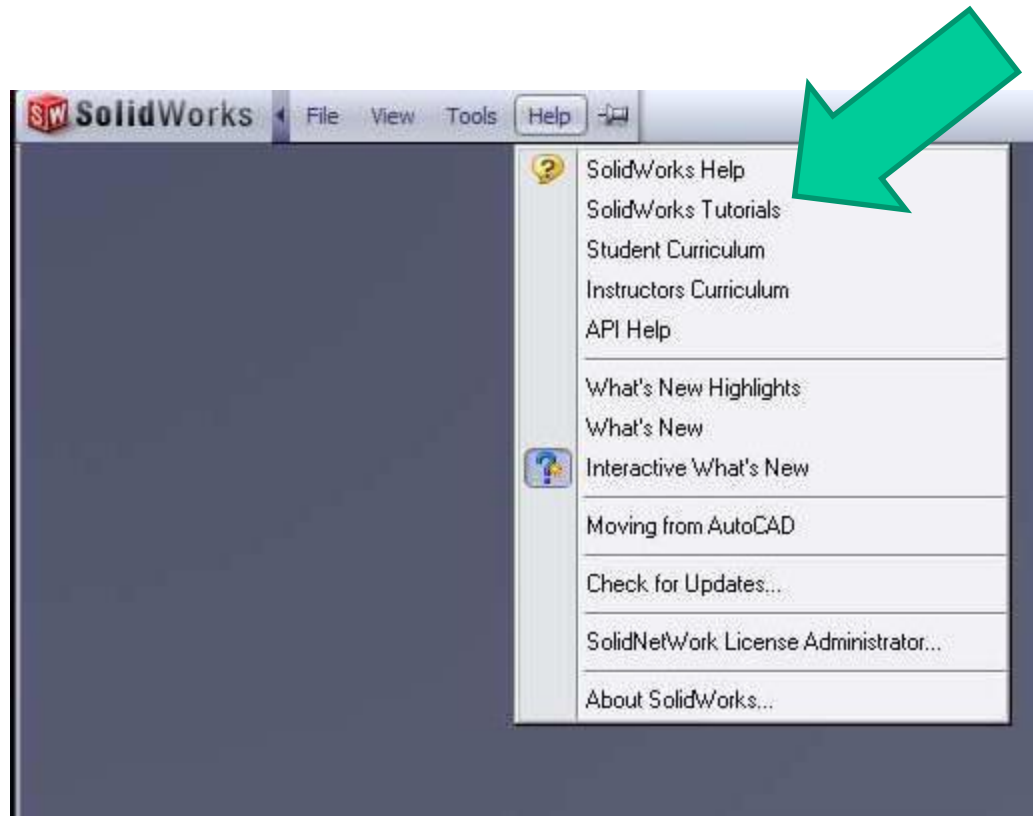 SolidWorks File View Tools Help
SolidWorks Help
SolidWorks Tutorials
Student Curriculum
Instructors Curriculum
API Help
What's New Highlights
What's New
Interactive What's New
Moving from AutoCAD
Check for Updates...
SolidNetWork License Administrator...
About SolidWorks...